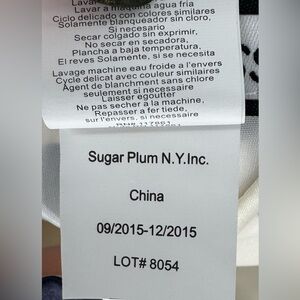 Lavar a máquina agua fría
Ciclo delicado con colores similares
Solamente blanqueador sin cloro,
Si necesario
Secar colgado sin exprimir,
No secar en secadora,
Plancha a baja temperatura,
El reves Solamente, si se necesita
Lavage machine eau froide a l'envers
Cycle delicat avec couleur similaires
Agent de blanchment sans chlore
seulement si necessaire
Laisser egoutter
Ne pas secher a la machine,
Repasser a fer tiede,
sur l'envers, si necessaire
Sugar Plum N.Y.Inc.
China
09/2015-12/2015
LOT# 8054